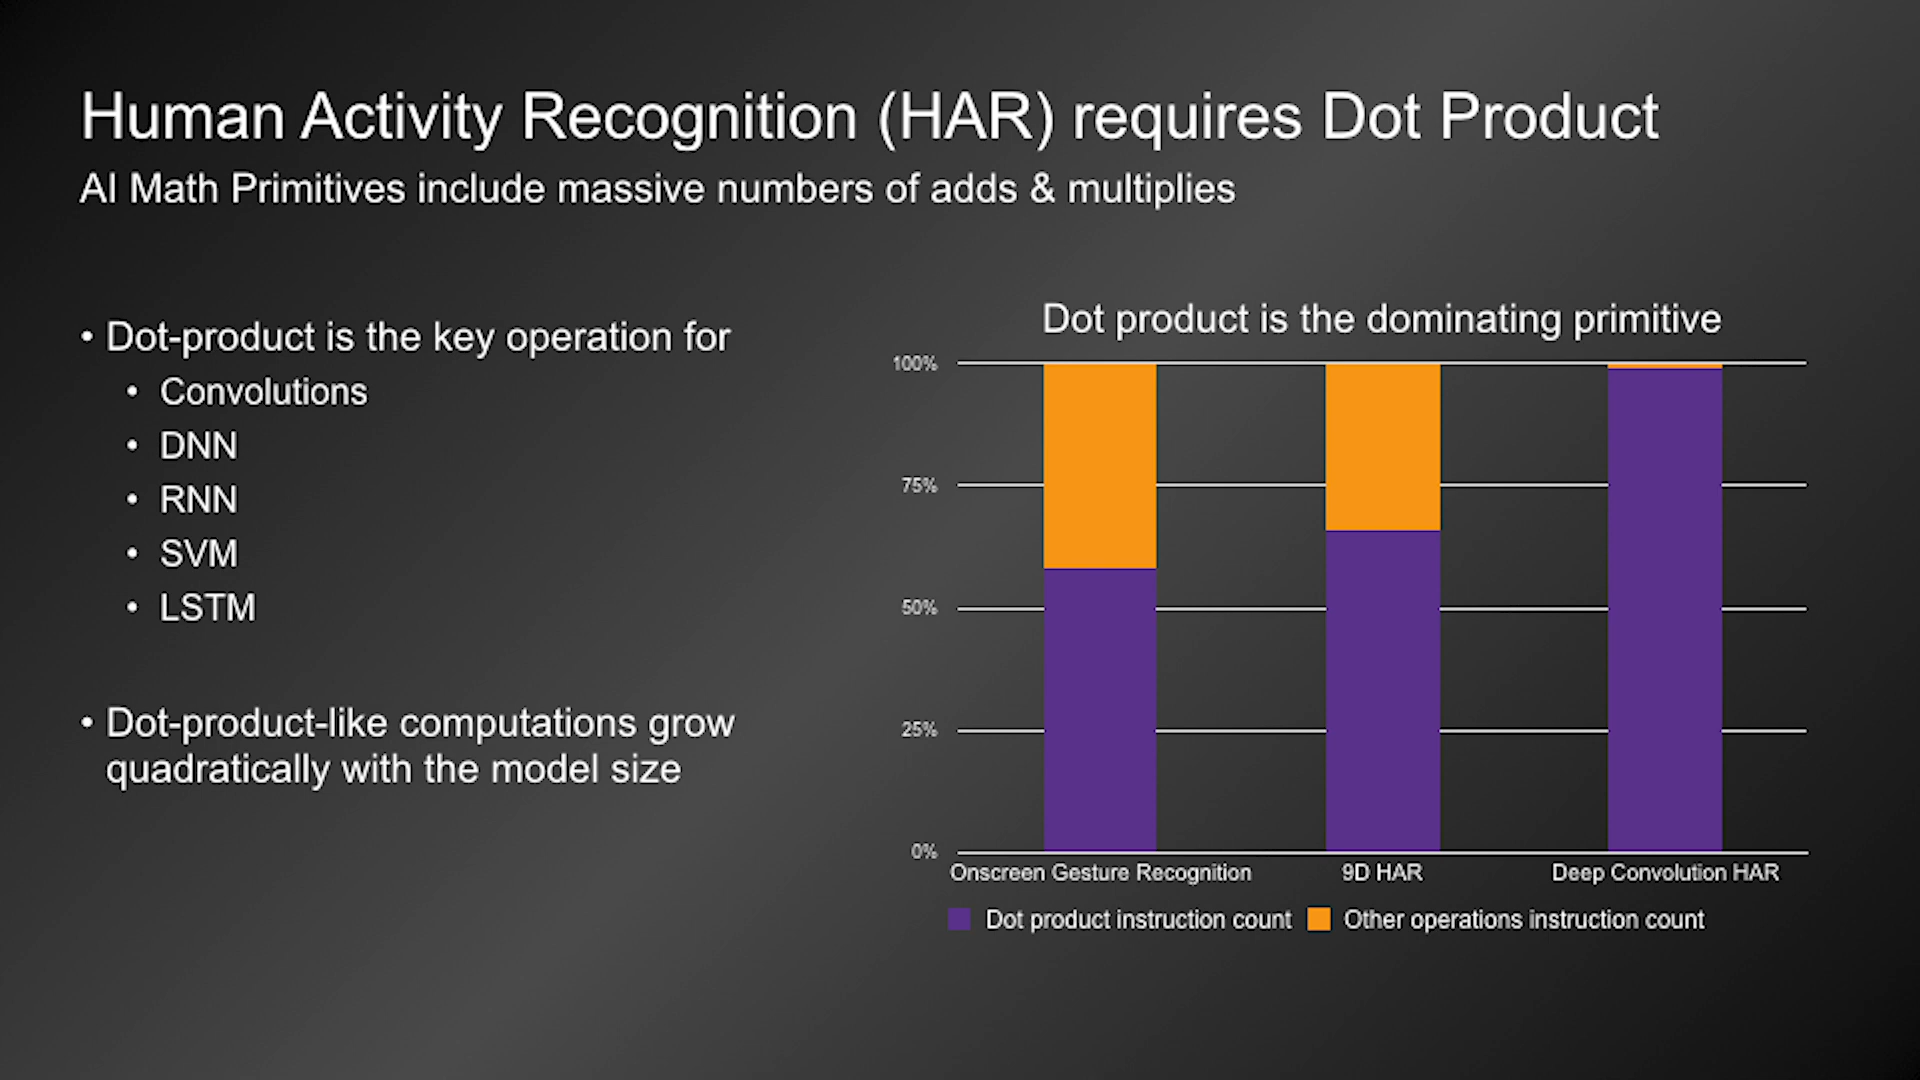 Human Activity Recognition (HAR) requires Dot Product
AI Math Primitives include massive numbers of adds & multiplies
• Dot-product is the key operation for
• Convolutions
• DNN
• RNN
• SVM
• LSTM
• Dot-product-like computations grow
quadratically with the model size
Dot product is the dominating primitive
100%
75%
50%
25%
0%
Onscreen Gesture Recognition
9D HAR
Deep Convolution HAR
Dot product instruction count
Other operations instruction count